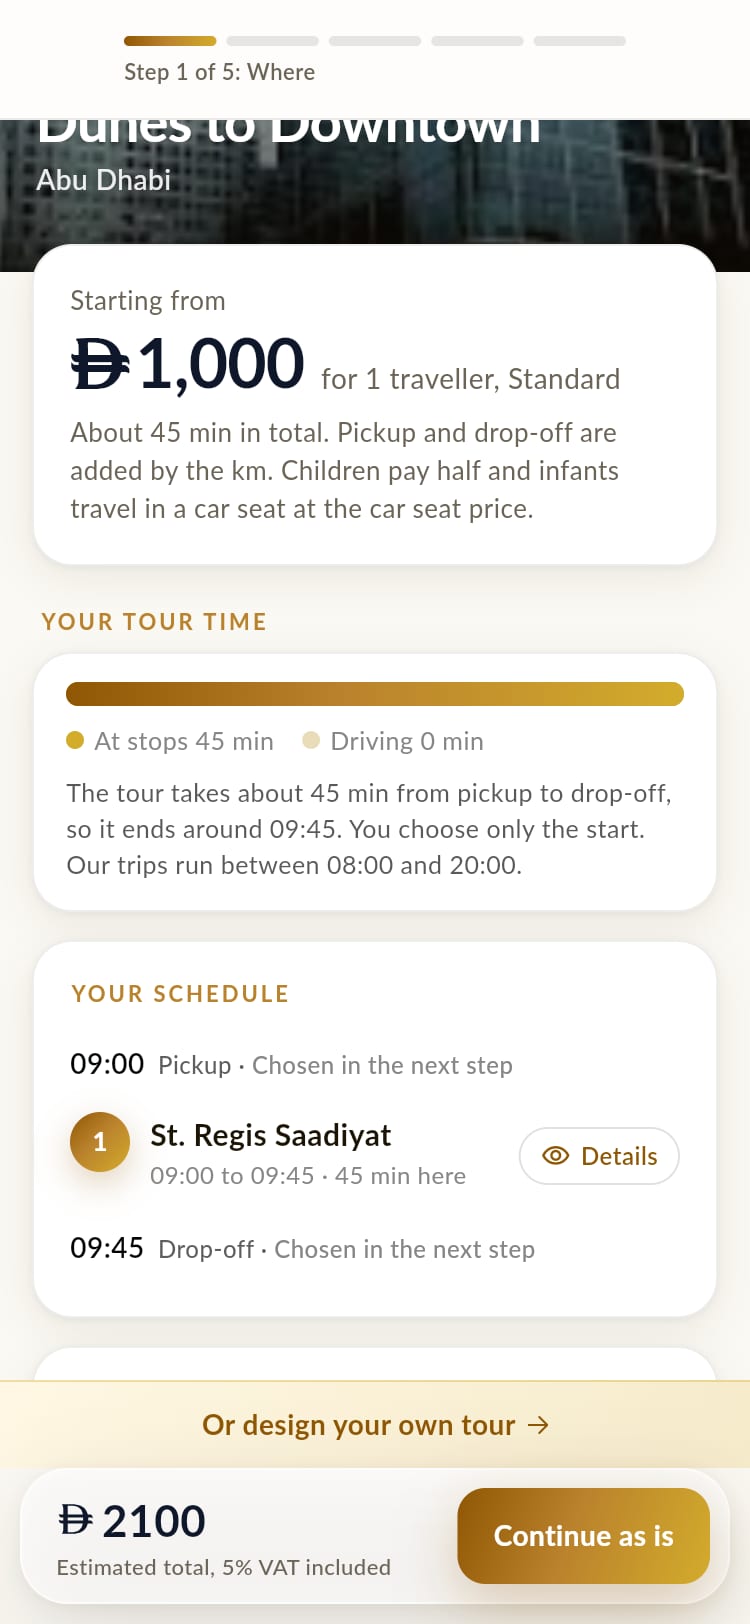 Step 1 of 5: Where
Dunes to Downtown
Abu Dhabi
Starting from
1,000 for 1 traveller, Standard
About 45 min in total. Pickup and drop-off are
added by the km. Children pay half and infants
travel in a car seat at the car seat price.
YOUR TOUR TIME
At stops 45 min Driving 0 min
The tour takes about 45 min from pickup to drop-off,
so it ends around 09:45. You choose only the start.
Our trips run between 08:00 and 20:00.
YOUR SCHEDULE
09:00 Pickup · Chosen in the next step
1 St. Regis Saadiyat
09:00 to 09:45 · 45 min here
Details
09:45 Drop-off · Chosen in the next step
Or design your own tour →
2100
Estimated total, 5% VAT included
Continue as is